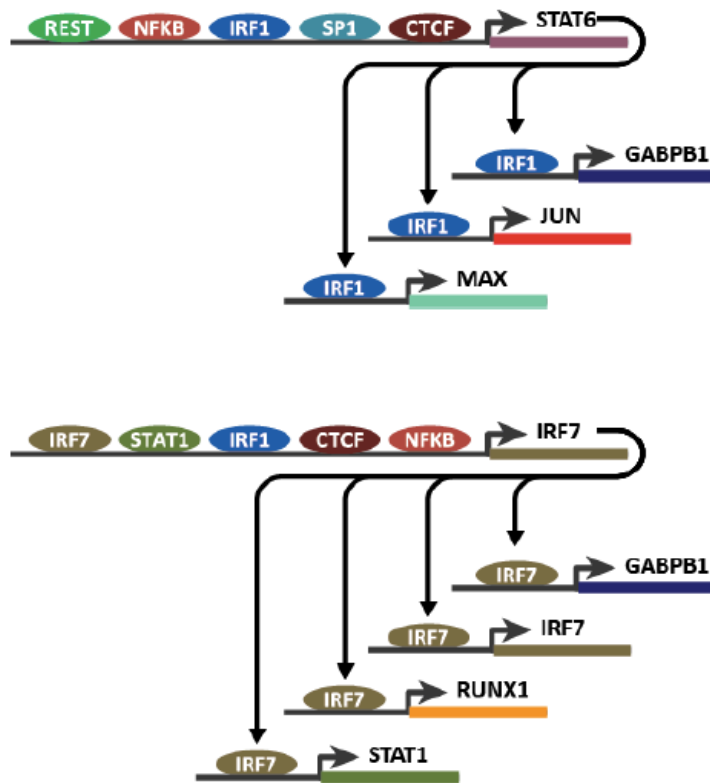 REST NFKB IRF1 SP1 CTCF STAT6
IRF1 GABPB1
IRF1 JUN
IRF1 MAX
IRF7 STAT1 IRF1 CTCF NFKB IRF7
IRF7 GABPB1
IRF7 IRF7
IRF7 RUNX1
IRF7 STAT1